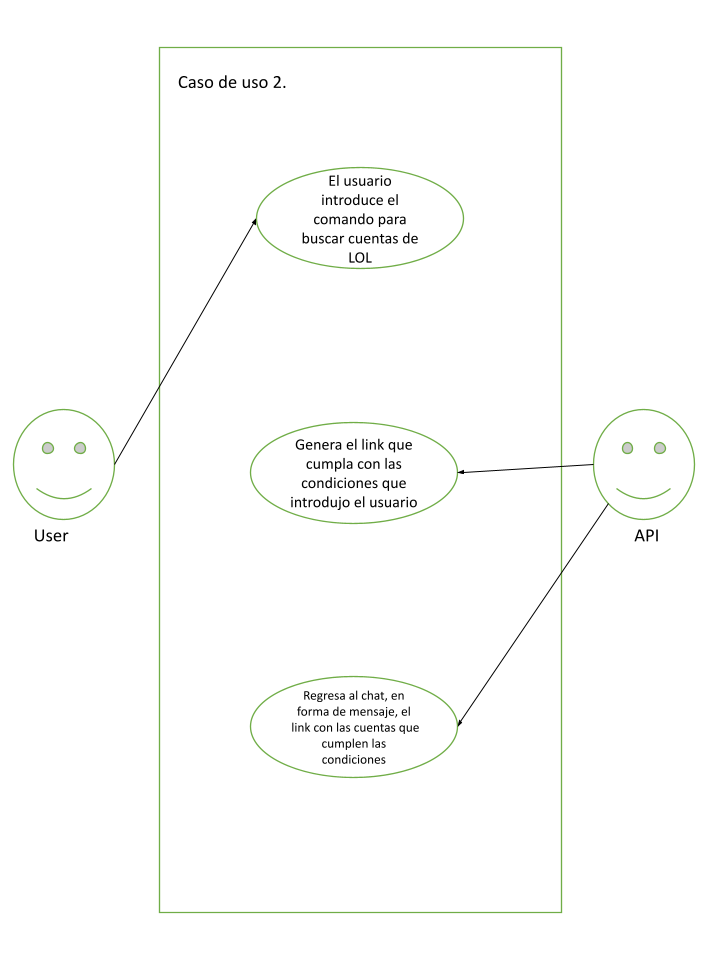 Caso de uso 2.
El usuario
introduce el
comando para
buscar cuentas de
LOL
Genera el link que
cumpla con las
condiciones que
introdujo el usuario
User
API
Regresa al chat, en
forma de mensaje, el
link con las cuentas que
cumplen las
condiciones